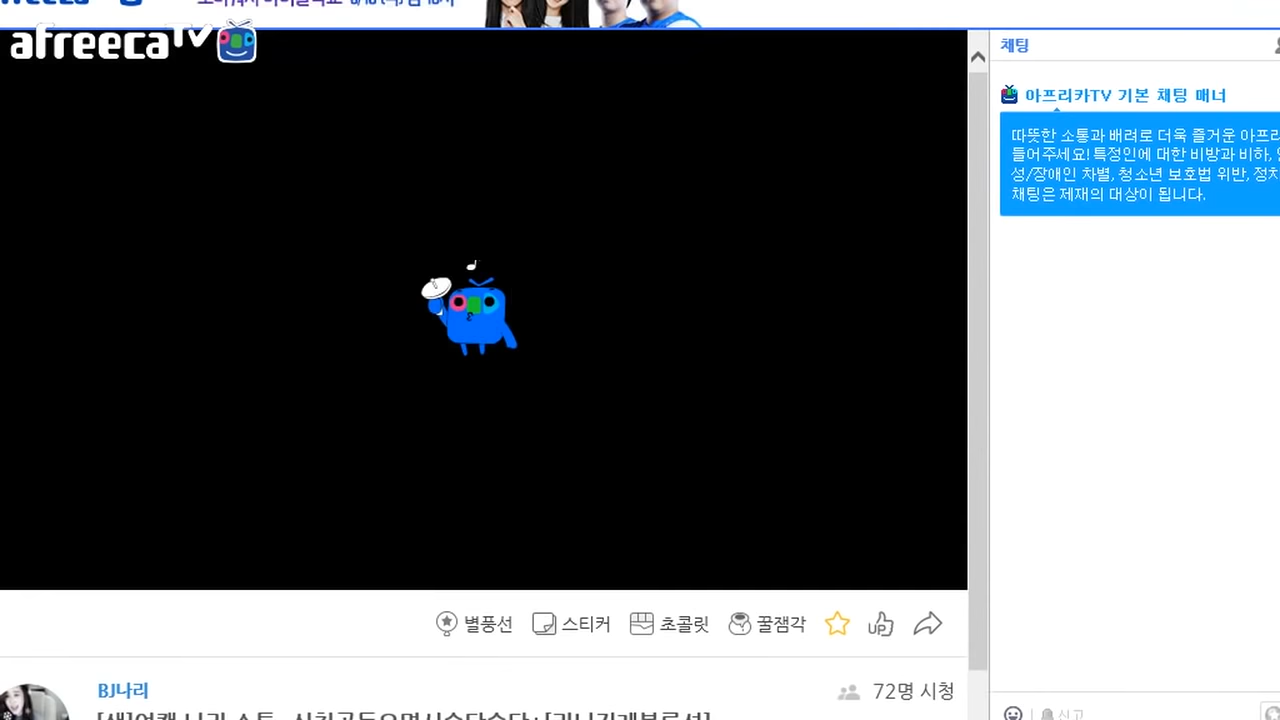 afreecaTV
채팅
아프리카TV 기본 채팅 매너
따뜻한 소통과 배려로 더욱 즐거운 아프리
들어주세요! 특정인에 대한 비방과 비하,
성/장애인 차별, 청소년 보호법 위반, 정치
채팅은 제재의 대상이 됩니다.
별풍선 스티커 초콜릿 꿀잼각 UP
BJ나리
72명 시청
신고